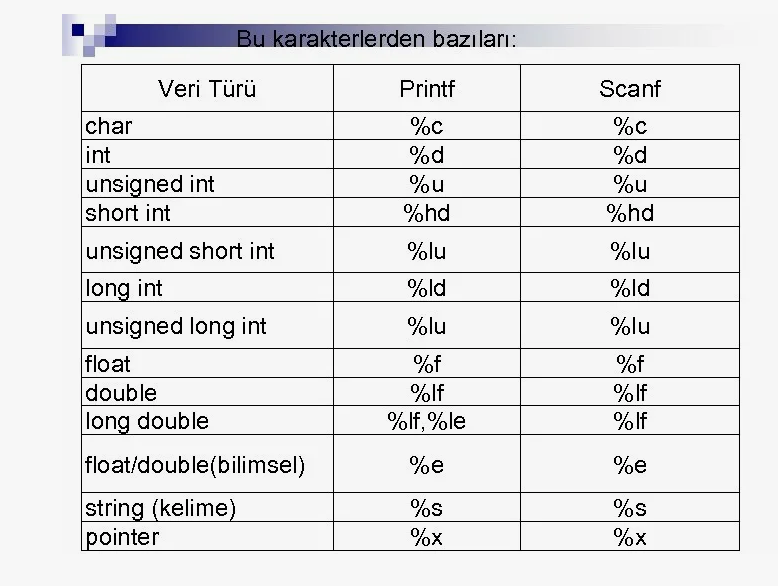 Bu karakterlerden bazıları:
Veri Türü Printf Scanf
char %c %c
int %d %d
unsigned int %u %u
short int %hd %hd
unsigned short int %lu %lu
long int %ld %ld
unsigned long int %lu %lu
float %f %f
double %lf %lf
long double %lf,%le %lf
float/double(bilimsel) %e %e
string (kelime) %s %s
pointer %x %x